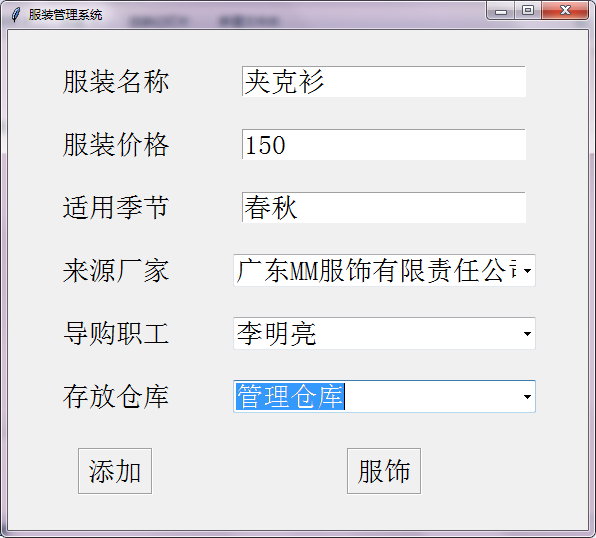 服装管理系统
服装名称 夹克衫
服装价格 150
适用季节 春秋
来源厂家 广东MM服饰有限责任公司
导购职工 李明亮
存放仓库 管理仓库
添加 服饰